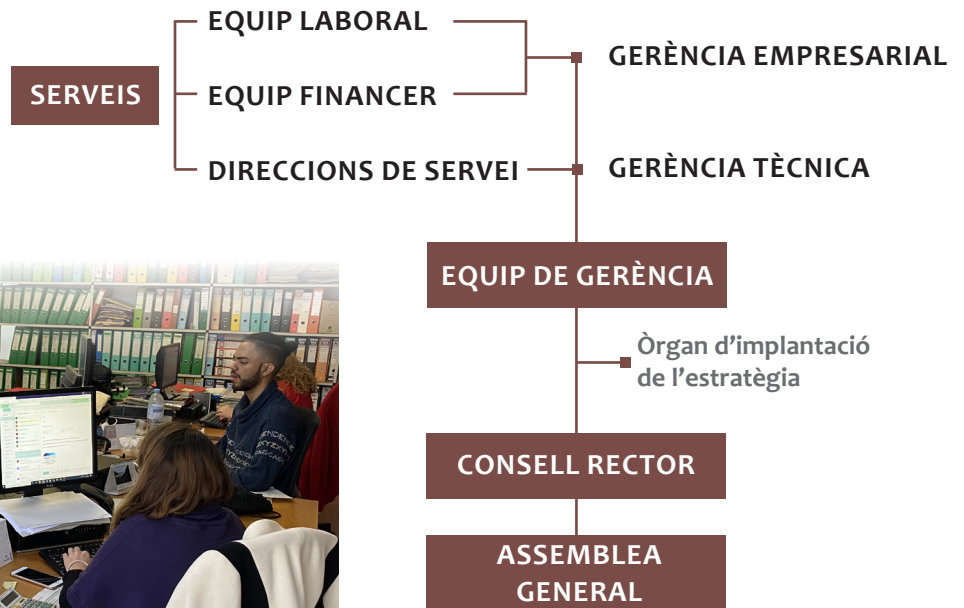 EQUIP LABORAL
GERÈNCIA EMPRESARIAL
SERVEIS
EQUIP FINANCER
DIRECCIONS DE SERVEI
GERÈNCIA TÈCNICA
EQUIP DE GERÈNCIA
Òrgan d'implantació
de l'estratègia
CONSELL RECTOR
ASSEMBLEA
GENERAL